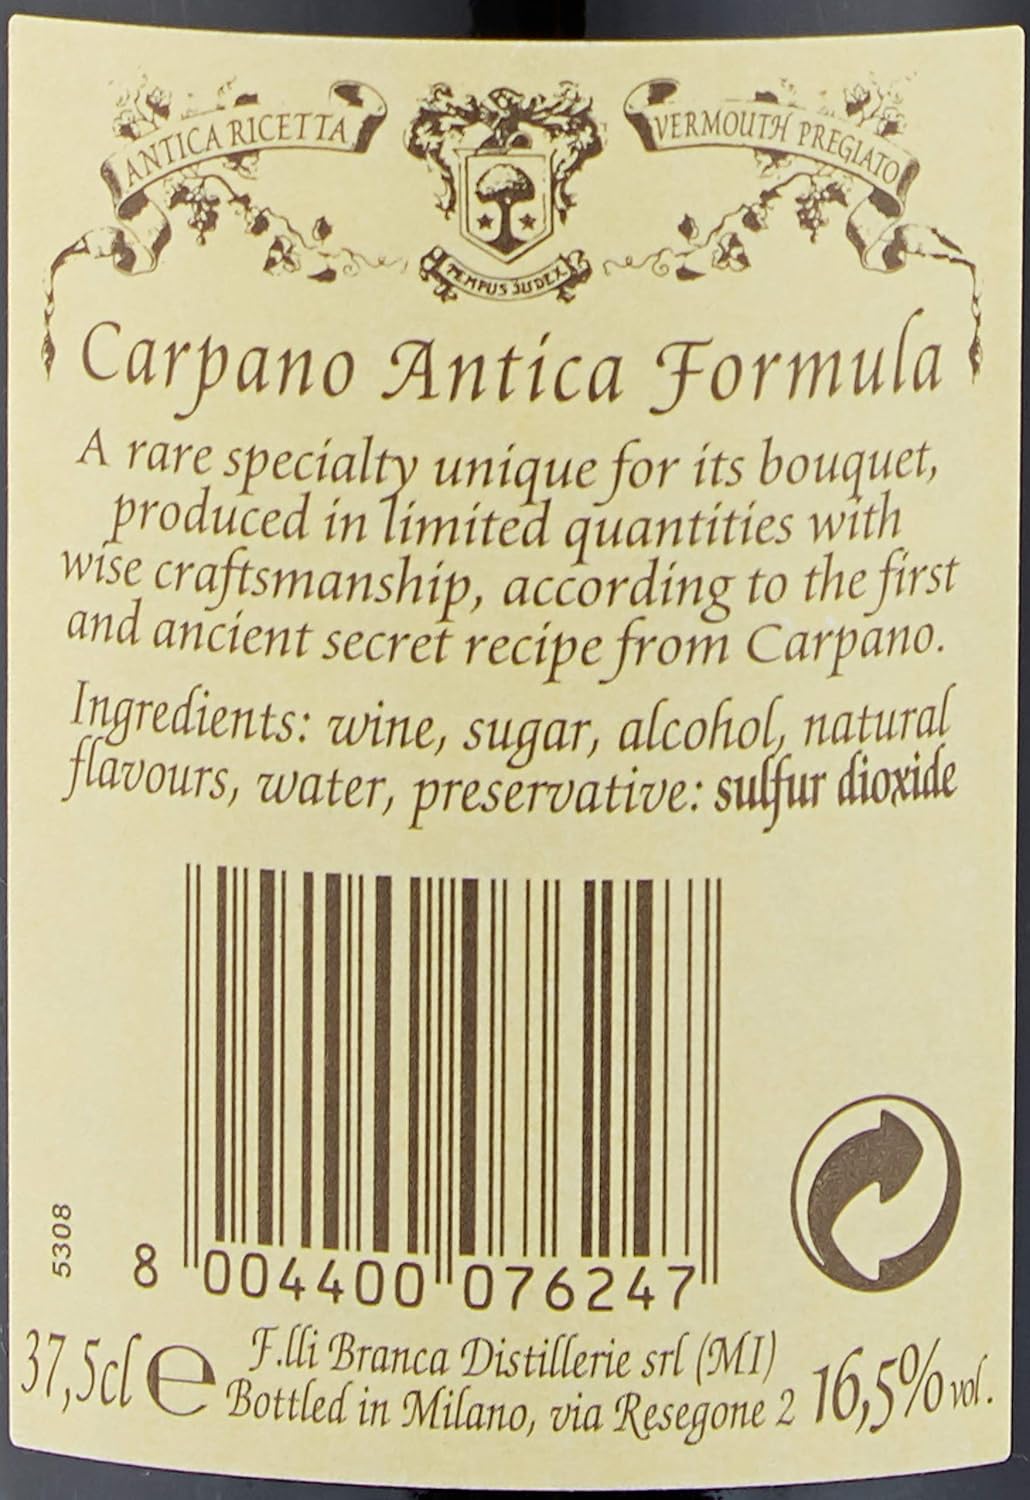 ANTICA RICETTA
VERMOUTH PREGIATO
TEMPUS JUDEX
Carpano Antica Formula
A rare specialty unique for its bouquet,
produced in limited quantities with
wise craftsmanship, according to the first
and ancient secret recipe from Carpano.
Ingredients: wine, sugar, alcohol, natural
flavours, water, preservative: sulfur dioxide
5308
8 004400 076247
37,5cl e
F.lli Branca Distillerie srl (MI)
Bottled in Milano, via Resegone 2
16,5% vol.